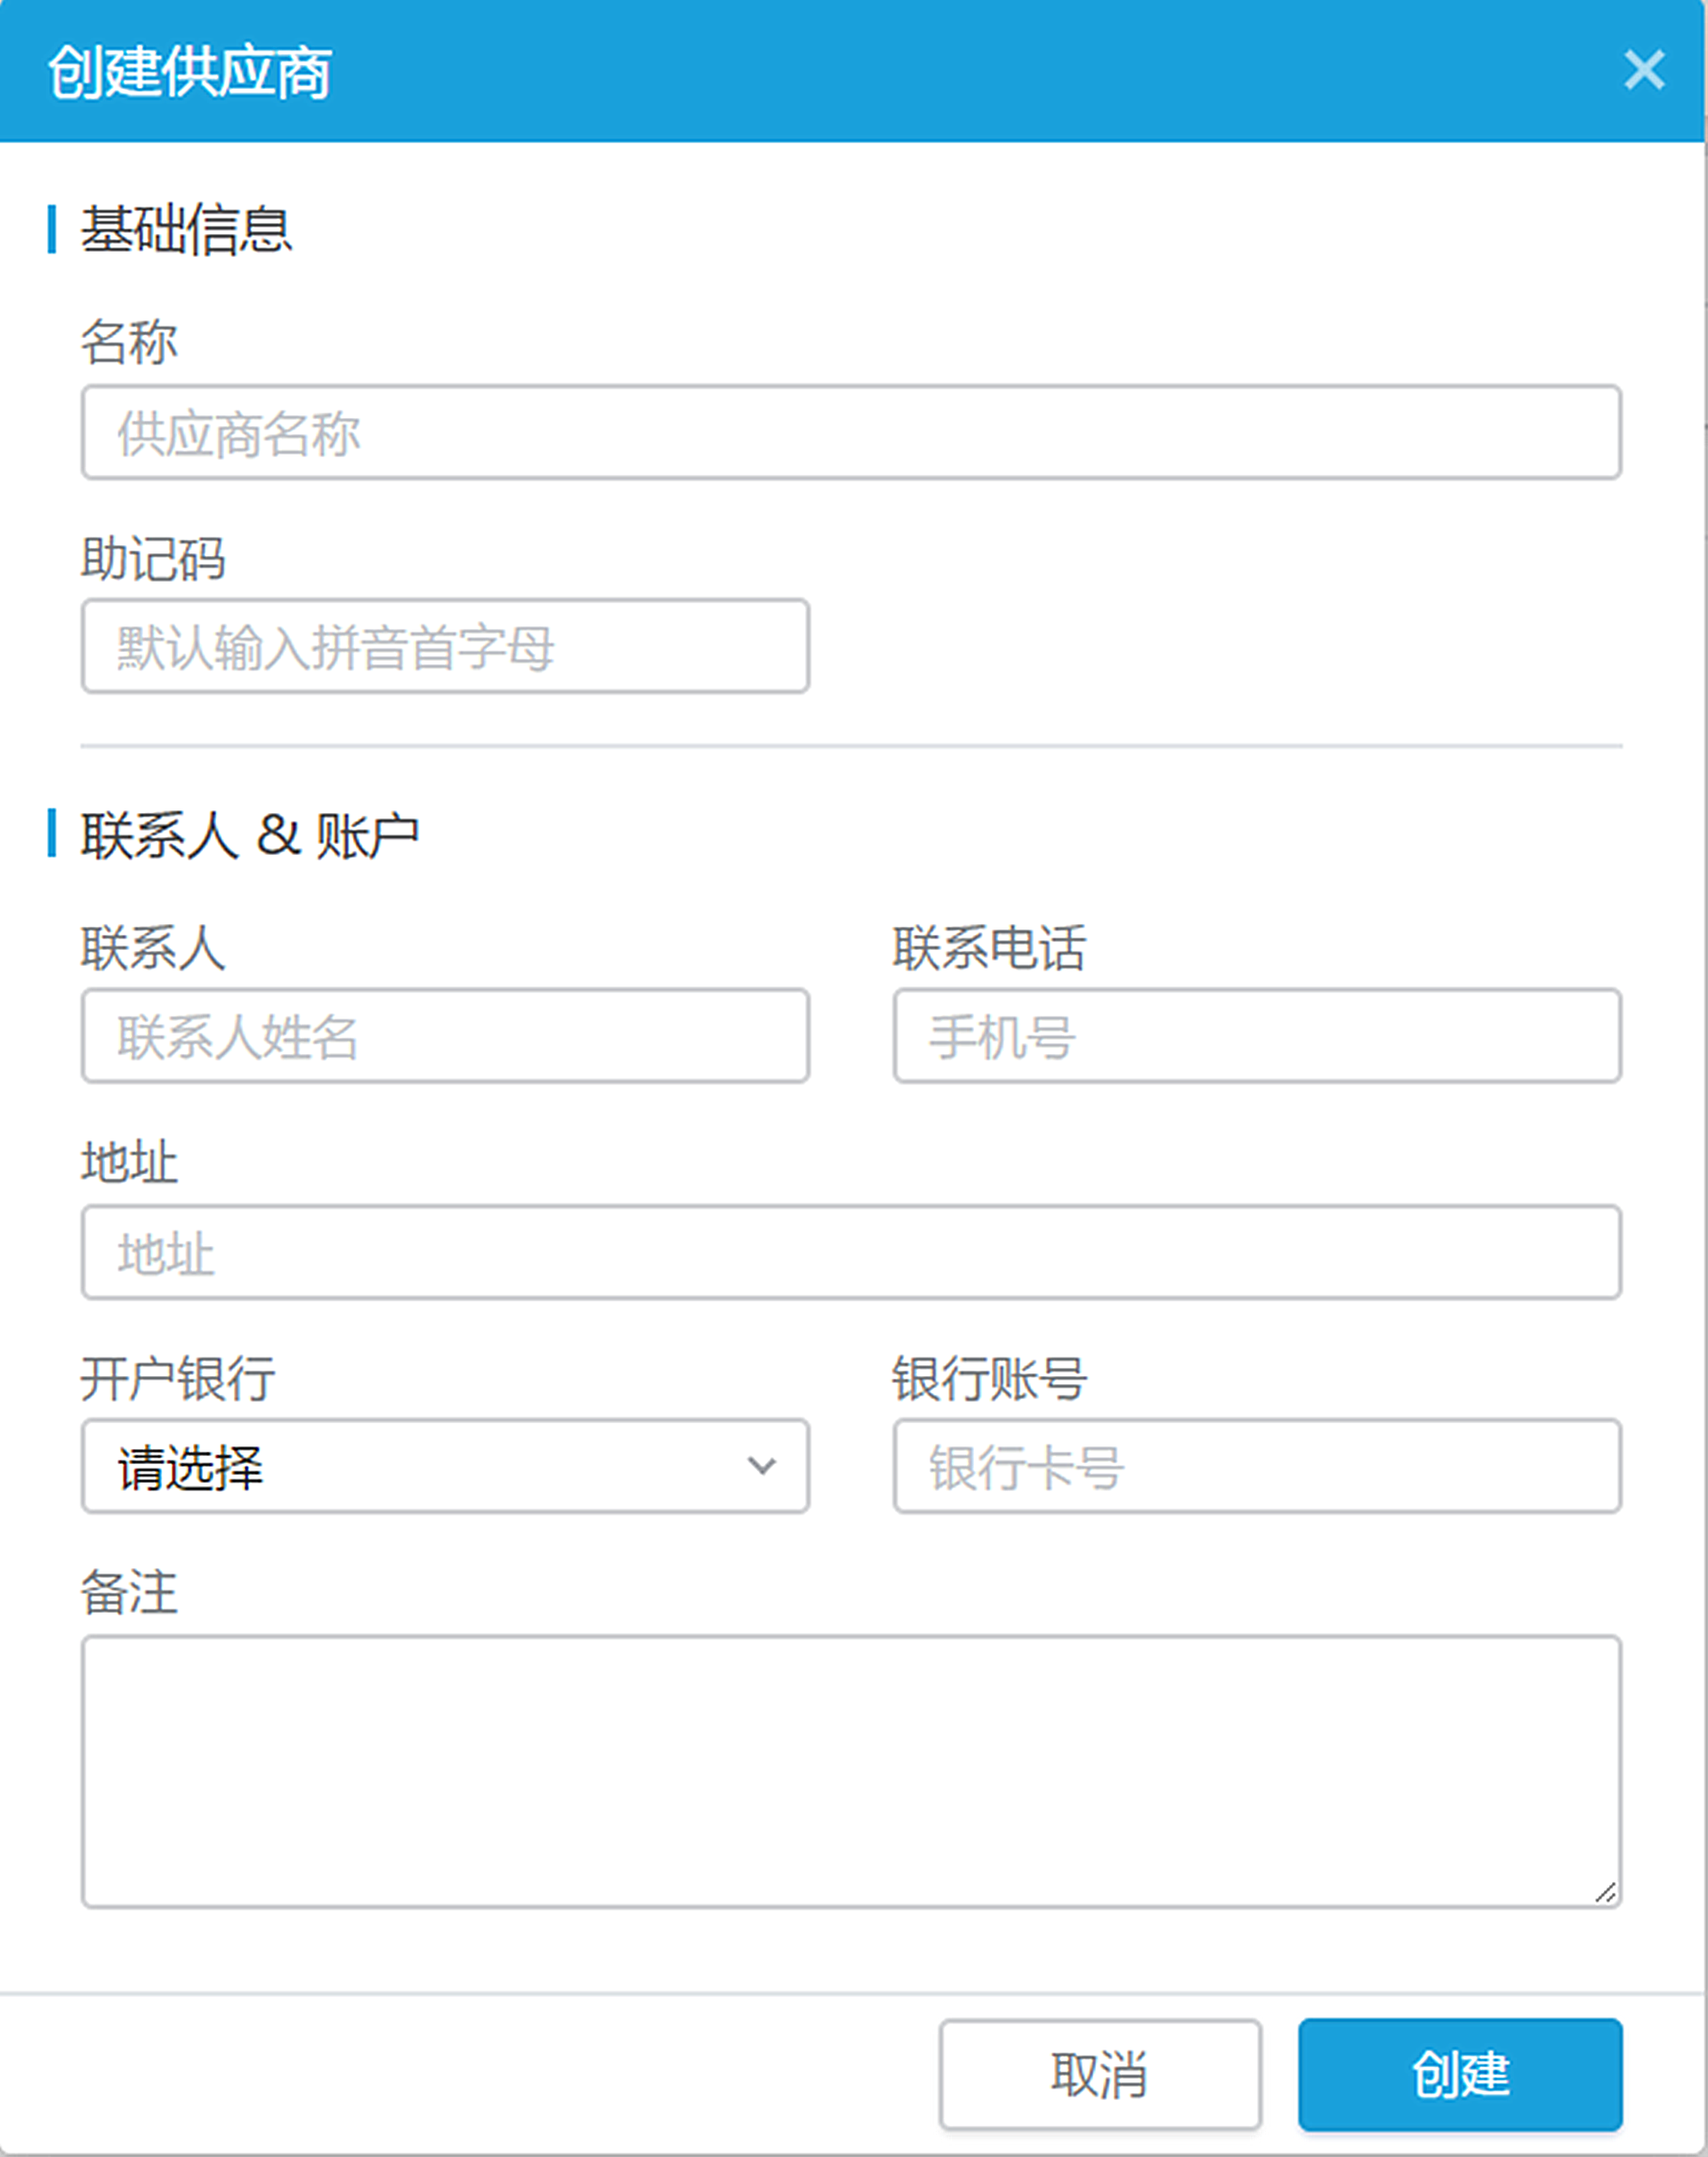 创建供应商
基础信息
名称
供应商名称
助记码
默认输入拼音首字母
联系人 & 账户
联系人 联系电话
联系人姓名 手机号
地址
地址
开户银行 银行账号
请选择 银行卡号
备注
取消 创建